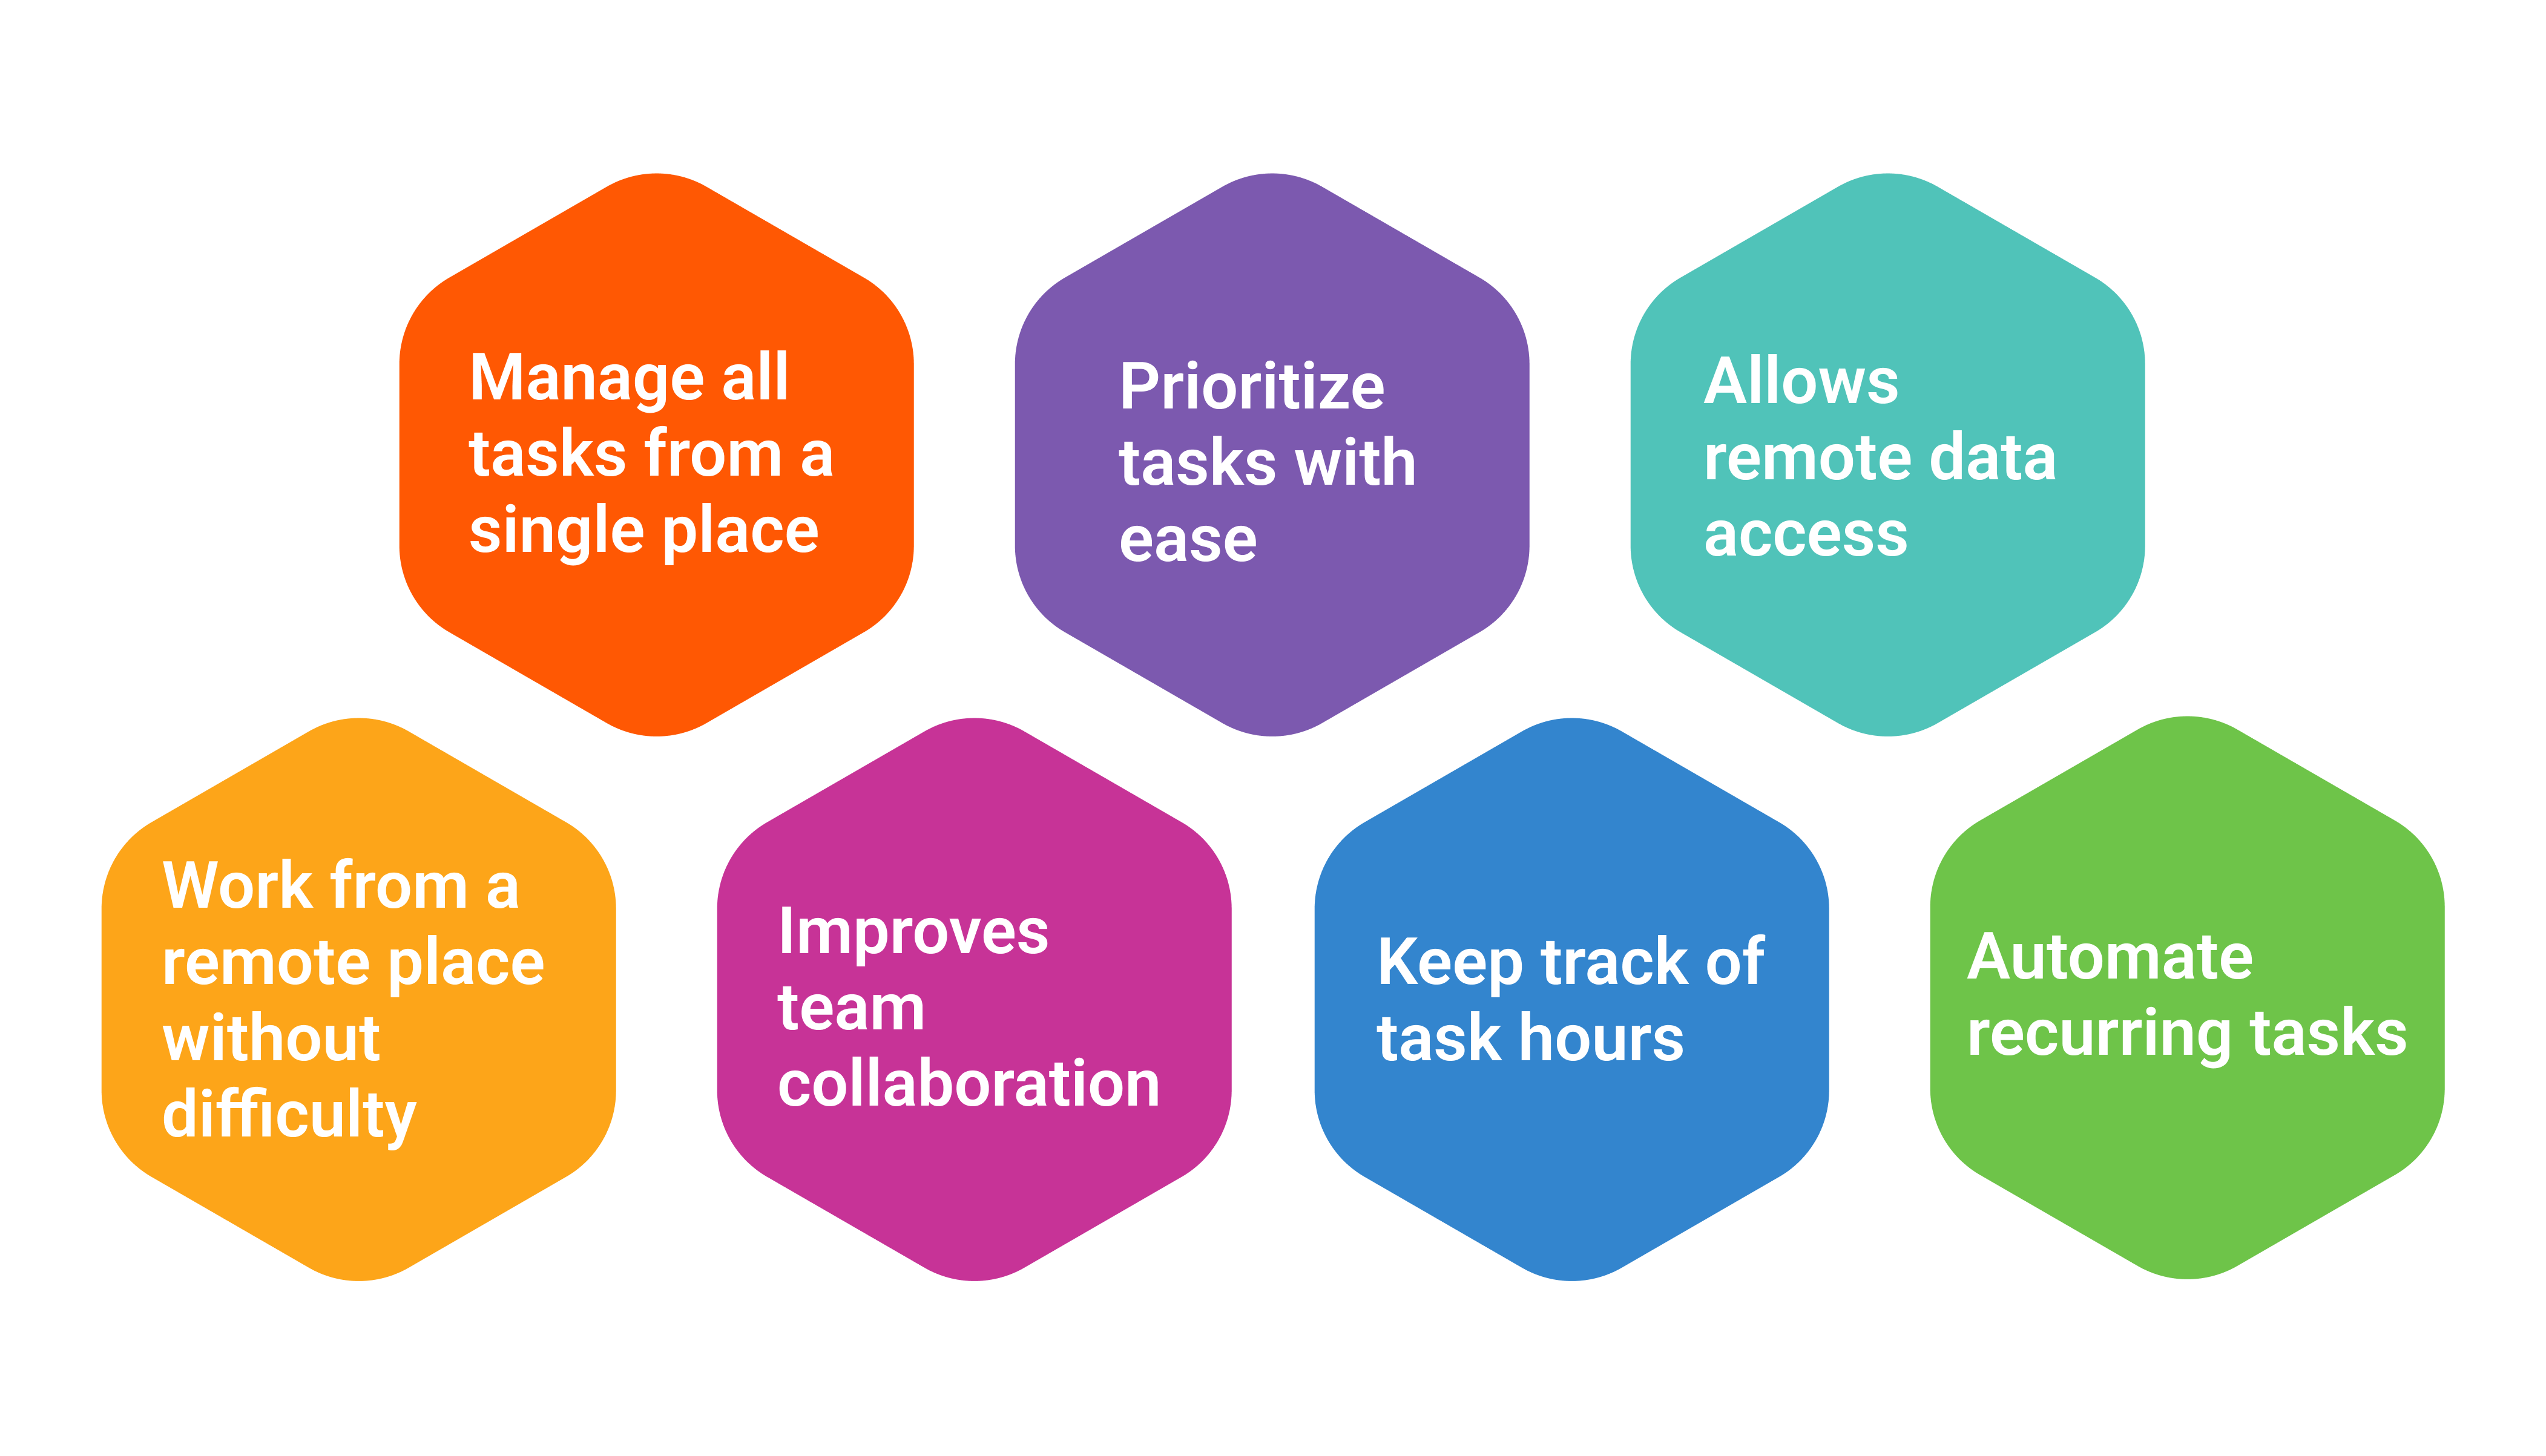 Manage all
tasks from a
single place
Prioritize
tasks with
ease
Allows
remote data
access
Work from a
remote place
without
difficulty
Improves
team
collaboration
Keep track of
task hours
Automate
recurring tasks